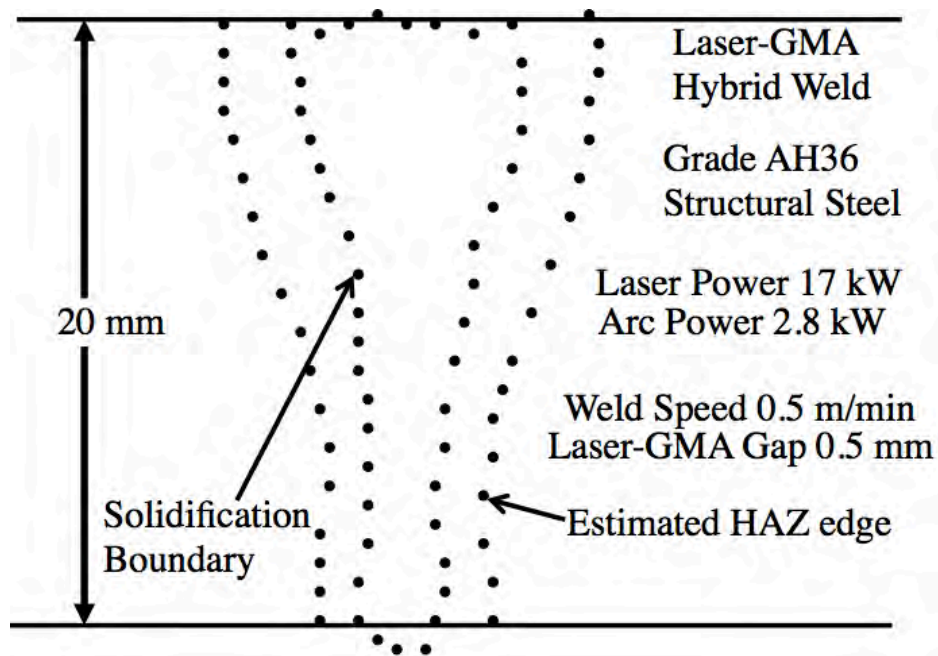 Laser-GMA
Hybrid Weld
Grade AH36
Structural Steel
Laser Power 17 kW
Arc Power 2.8 kW
20 mm
Weld Speed 0.5 m/min
Laser-GMA Gap 0.5 mm
Solidification
Boundary
Estimated HAZ edge